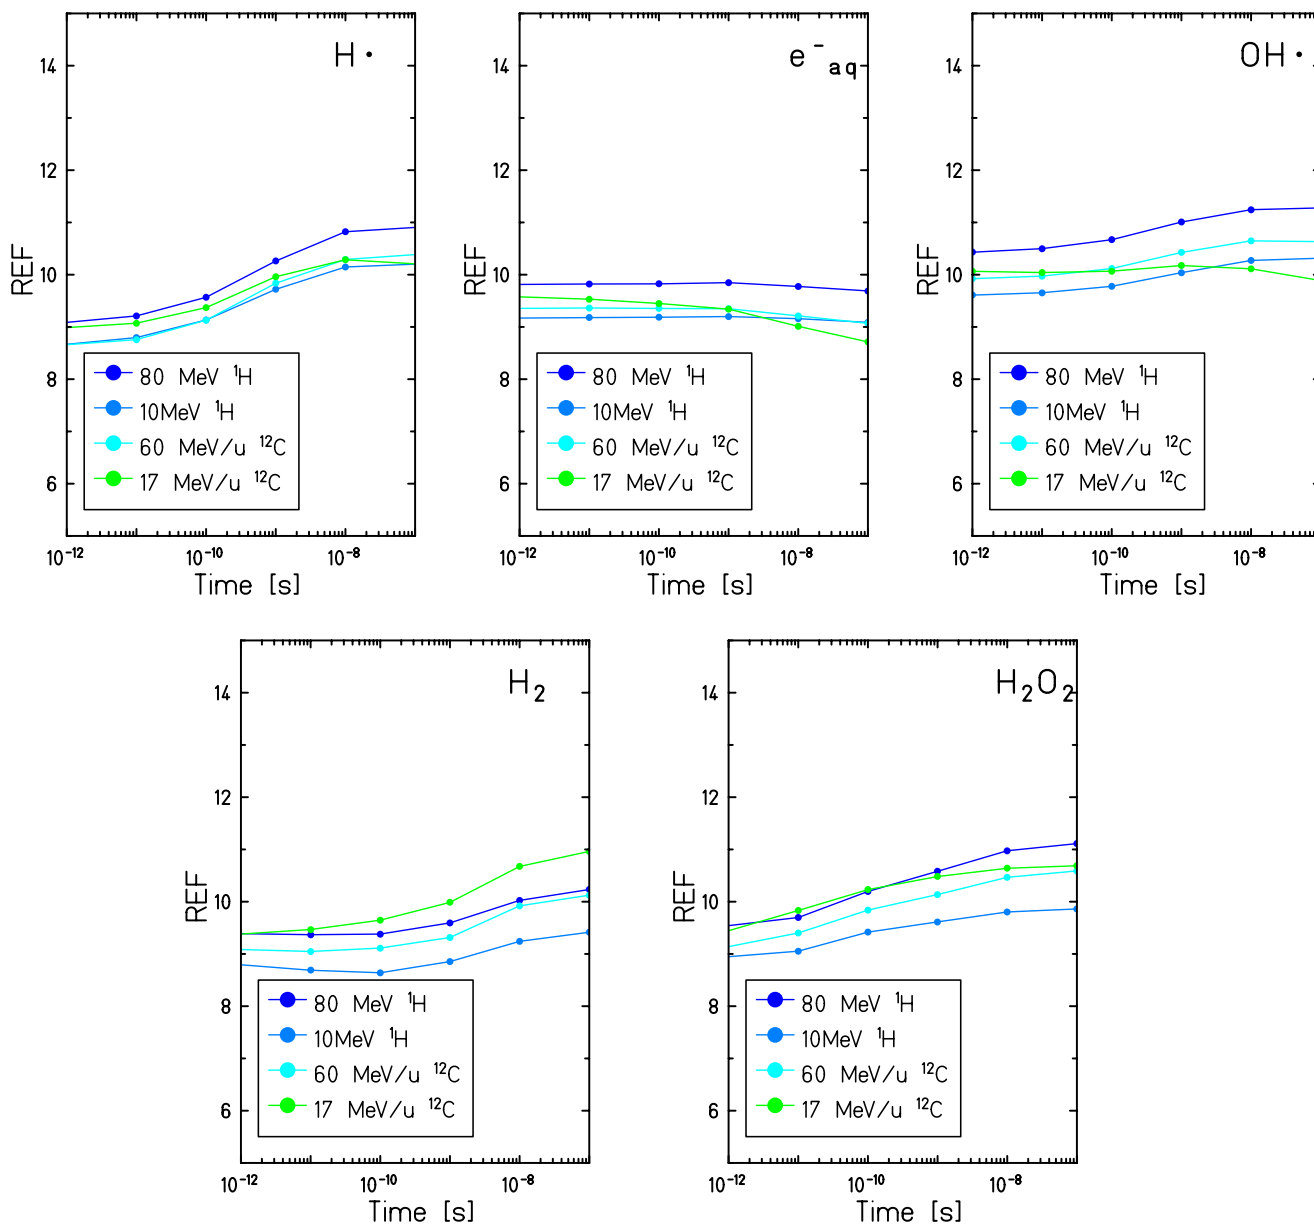 H·
14
12
10
8
6
REF
80 MeV ¹H
10MeV ¹H
60 MeV/u ¹²C
17 MeV/u ¹²C
10⁻¹² 10⁻¹⁰ 10⁻⁸
Time [s]
e⁻aq
14
12
10
8
6
REF
80 MeV ¹H
10MeV ¹H
60 MeV/u ¹²C
17 MeV/u ¹²C
10⁻¹² 10⁻¹⁰ 10⁻⁸
Time [s]
OH·
14
12
10
8
6
REF
80 MeV ¹H
10MeV ¹H
60 MeV/u ¹²C
17 MeV/u ¹²C
10⁻¹² 10⁻¹⁰ 10⁻⁸
Time [s]
H₂
14
12
10
8
6
REF
80 MeV ¹H
10MeV ¹H
60 MeV/u ¹²C
17 MeV/u ¹²C
10⁻¹² 10⁻¹⁰ 10⁻⁸
Time [s]
H₂O₂
14
12
10
8
6
REF
80 MeV ¹H
10MeV ¹H
60 MeV/u ¹²C
17 MeV/u ¹²C
10⁻¹² 10⁻¹⁰ 10⁻⁸
Time [s]